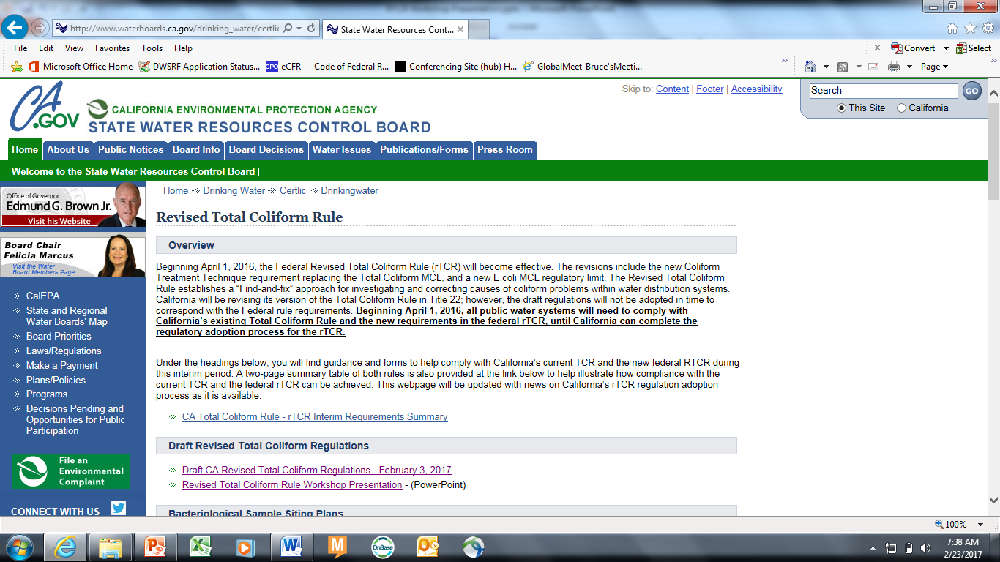 http://www.waterboards.ca.gov/drinking_water/certlic
State Water Resources Cont...
File Edit View Favorites Tools Help
Convert
Select
Microsoft Office Home
DWSRF Application Status...
GPO eCFR — Code of Federal R...
Conferencing Site (hub) H...
GlobalMeet-Bruce'sMeeti...
Page
CA.GOV
CALIFORNIA ENVIRONMENTAL PROTECTION AGENCY
STATE WATER RESOURCES CONTROL BOARD
Skip to: Content | Footer | Accessibility
Search GO
This Site California
Home About Us Public Notices Board Info Board Decisions Water Issues Publications/Forms Press Room
Welcome to the State Water Resources Control Board |
Office of Governor
Edmund G. Brown Jr.
Visit his Website
Board Chair
Felicia Marcus
Visit the Water
Board Members Page
CalEPA
State and Regional
Water Boards' Map
Board Priorities
Laws/Regulations
Make a Payment
Plans/Policies
Programs
Decisions Pending and
Opportunities for Public
Participation
File an
Environmental
Complaint
CONNECT WITH US
Home Drinking Water Certlic Drinkingwater
Revised Total Coliform Rule
Overview
Beginning April 1, 2016, the Federal Revised Total Coliform Rule (rTCR) will become effective. The revisions include the new Coliform
Treatment Technique requirement replacing the Total Coliform MCL, and a new E.coli MCL regulatory limit. The Revised Total Coliform
Rule establishes a “Find-and-fix” approach for investigating and correcting causes of coliform problems within water distribution systems.
California will be revising its version of the Total Coliform Rule in Title 22; however, the draft regulations will not be adopted in time to
correspond with the Federal rule requirements. Beginning April 1, 2016, all public water systems will need to comply with
California’s existing Total Coliform Rule and the new requirements in the federal rTCR, until California can complete the
regulatory adoption process for the rTCR.
Under the headings below, you will find guidance and forms to help comply with California’s current TCR and the new federal RTCR during
this interim period. A two-page summary table of both rules is also provided at the link below to help illustrate how compliance with the
current TCR and the federal rTCR can be achieved. This webpage will be updated with news on California’s rTCR regulation adoption
process as it is available.
CA Total Coliform Rule - rTCR Interim Requirements Summary
Draft Revised Total Coliform Regulations
Draft CA Revised Total Coliform Regulations - February 3, 2017
Revised Total Coliform Rule Workshop Presentation - (PowerPoint)
Bacteriological Sample Siting Plans
100%
OnBase
7:38 AM
2/23/2017